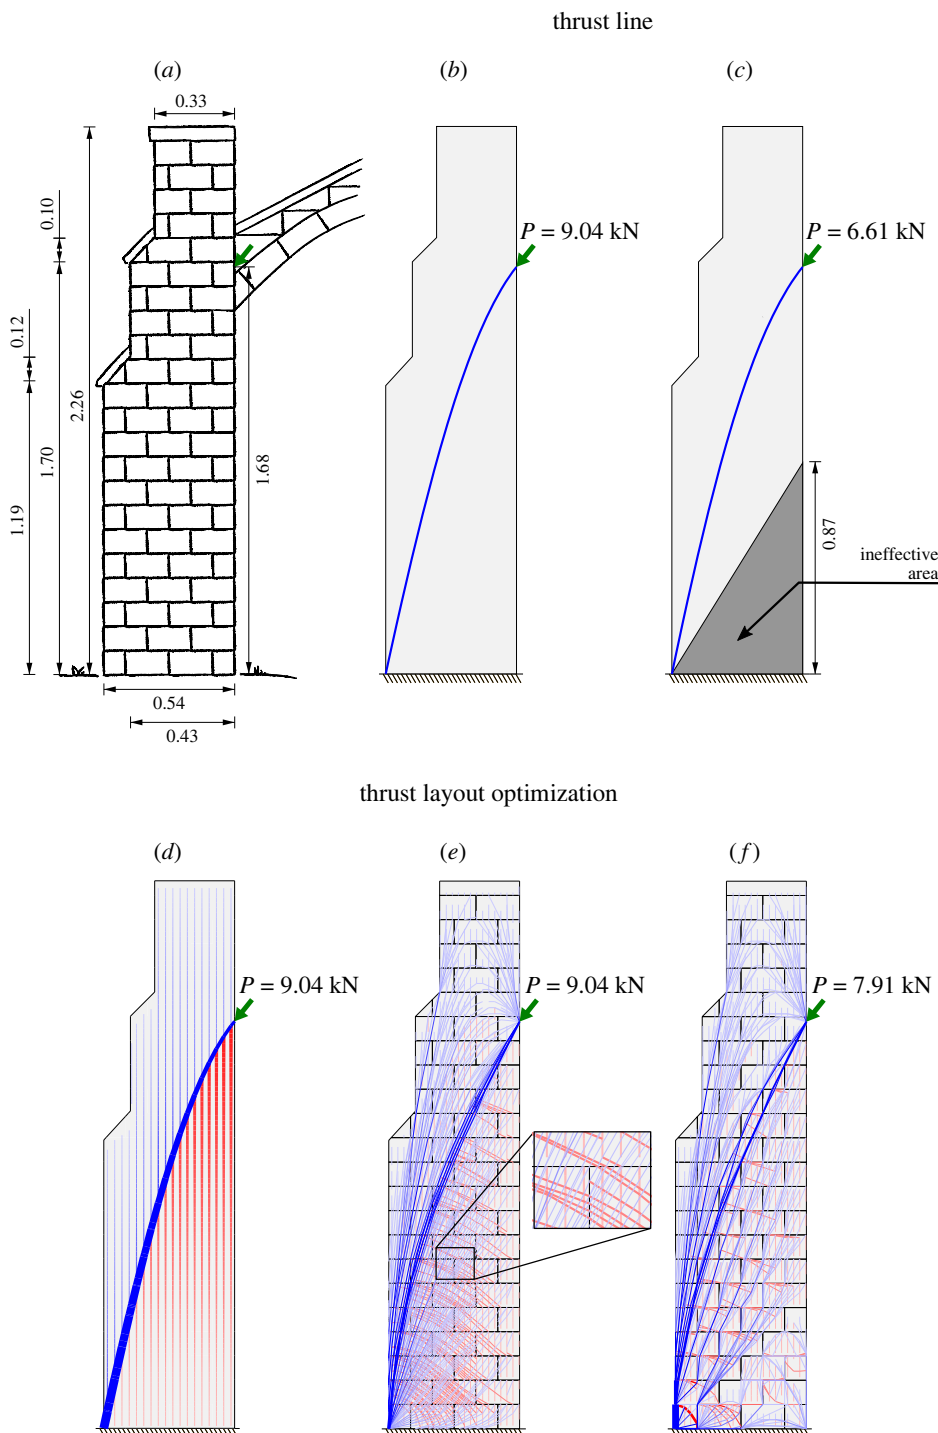 thrust line
(a)
(b)
(c)
0.33
0.10
0.12
2.26
1.70
1.19
1.68
0.54
0.43
P = 9.04 kN
P = 6.61 kN
0.87
ineffective
area
thrust layout optimization
(d)
(e)
(f)
P = 9.04 kN
P = 9.04 kN
P = 7.91 kN